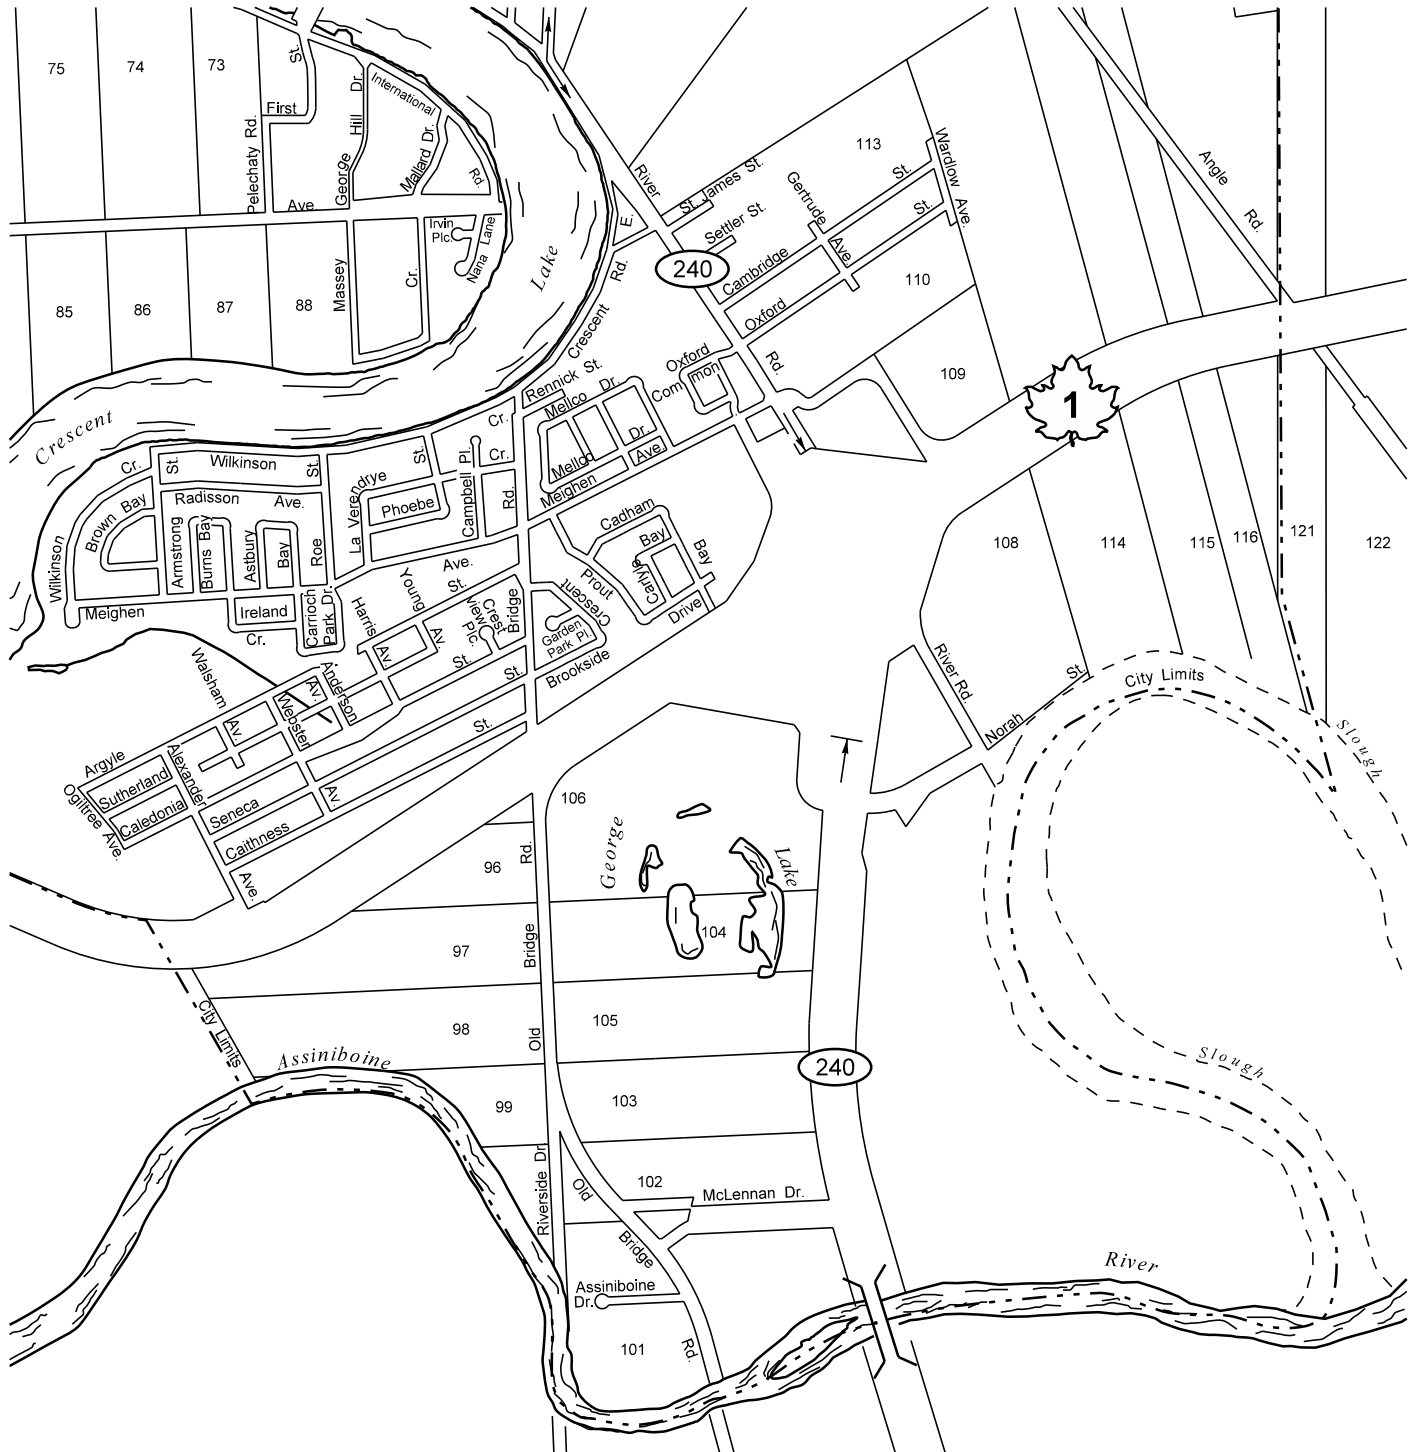 75
74
73
St.
First
Pelechaty Rd.
George Hill Dr.
International
Rd.
Mallard Dr.
Ave.
Irvin
Plc.
Nana Lane
85
86
87
88
Massey
Cr.
Crescent
Lake
River
Rd.
E.
St. James St.
Settler St.
240
113
Gertrude
Ave.
Wardlow
Ave.
Cambridge
St.
Oxford
St.
110
109
Angle
Rd.
1
Crescent
Rd.
Rennick St.
Mellco Dr.
Mellco
Dr.
Oxford
Common
Meighen
Ave.
Cr.
Cr.
Cr.
Wilkinson
Wilkinson
St.
St.
St.
Radisson
Ave.
Brown Bay
Armstrong
Burns Bay
Astbury
Bay
Roe
La Verendrye
Phoebe
Campbell Pl.
Rd.
Meighen
Ave.
Ireland
Cr.
Carrioch
Park Dr.
Harris
Av.
Young
Av.
St.
Crest
view
Plc.
Bridge
St.
St.
St.
Prout
Crescent
Garden
Park Pl.
Cadham
Bay
Carlyle
Bay
Brookside
Drive
Walsham
Av.
Webster
Av.
Anderson
Av.
Argyle
Sutherland
Caledonia
Alexander
Ave.
Ogiltree Ave.
Seneca
Caithness
108
114
115
116
121
122
River Rd.
Norah
St.
City Limits
Slough
106
George
Lake
96
Rd.
97
Bridge
104
98
Old
105
City Limits
Assiniboine
99
103
240
Slough
Riverside Dr.
Old
102
McLennan Dr.
Bridge
Assiniboine
Dr.
101
Rd.
River